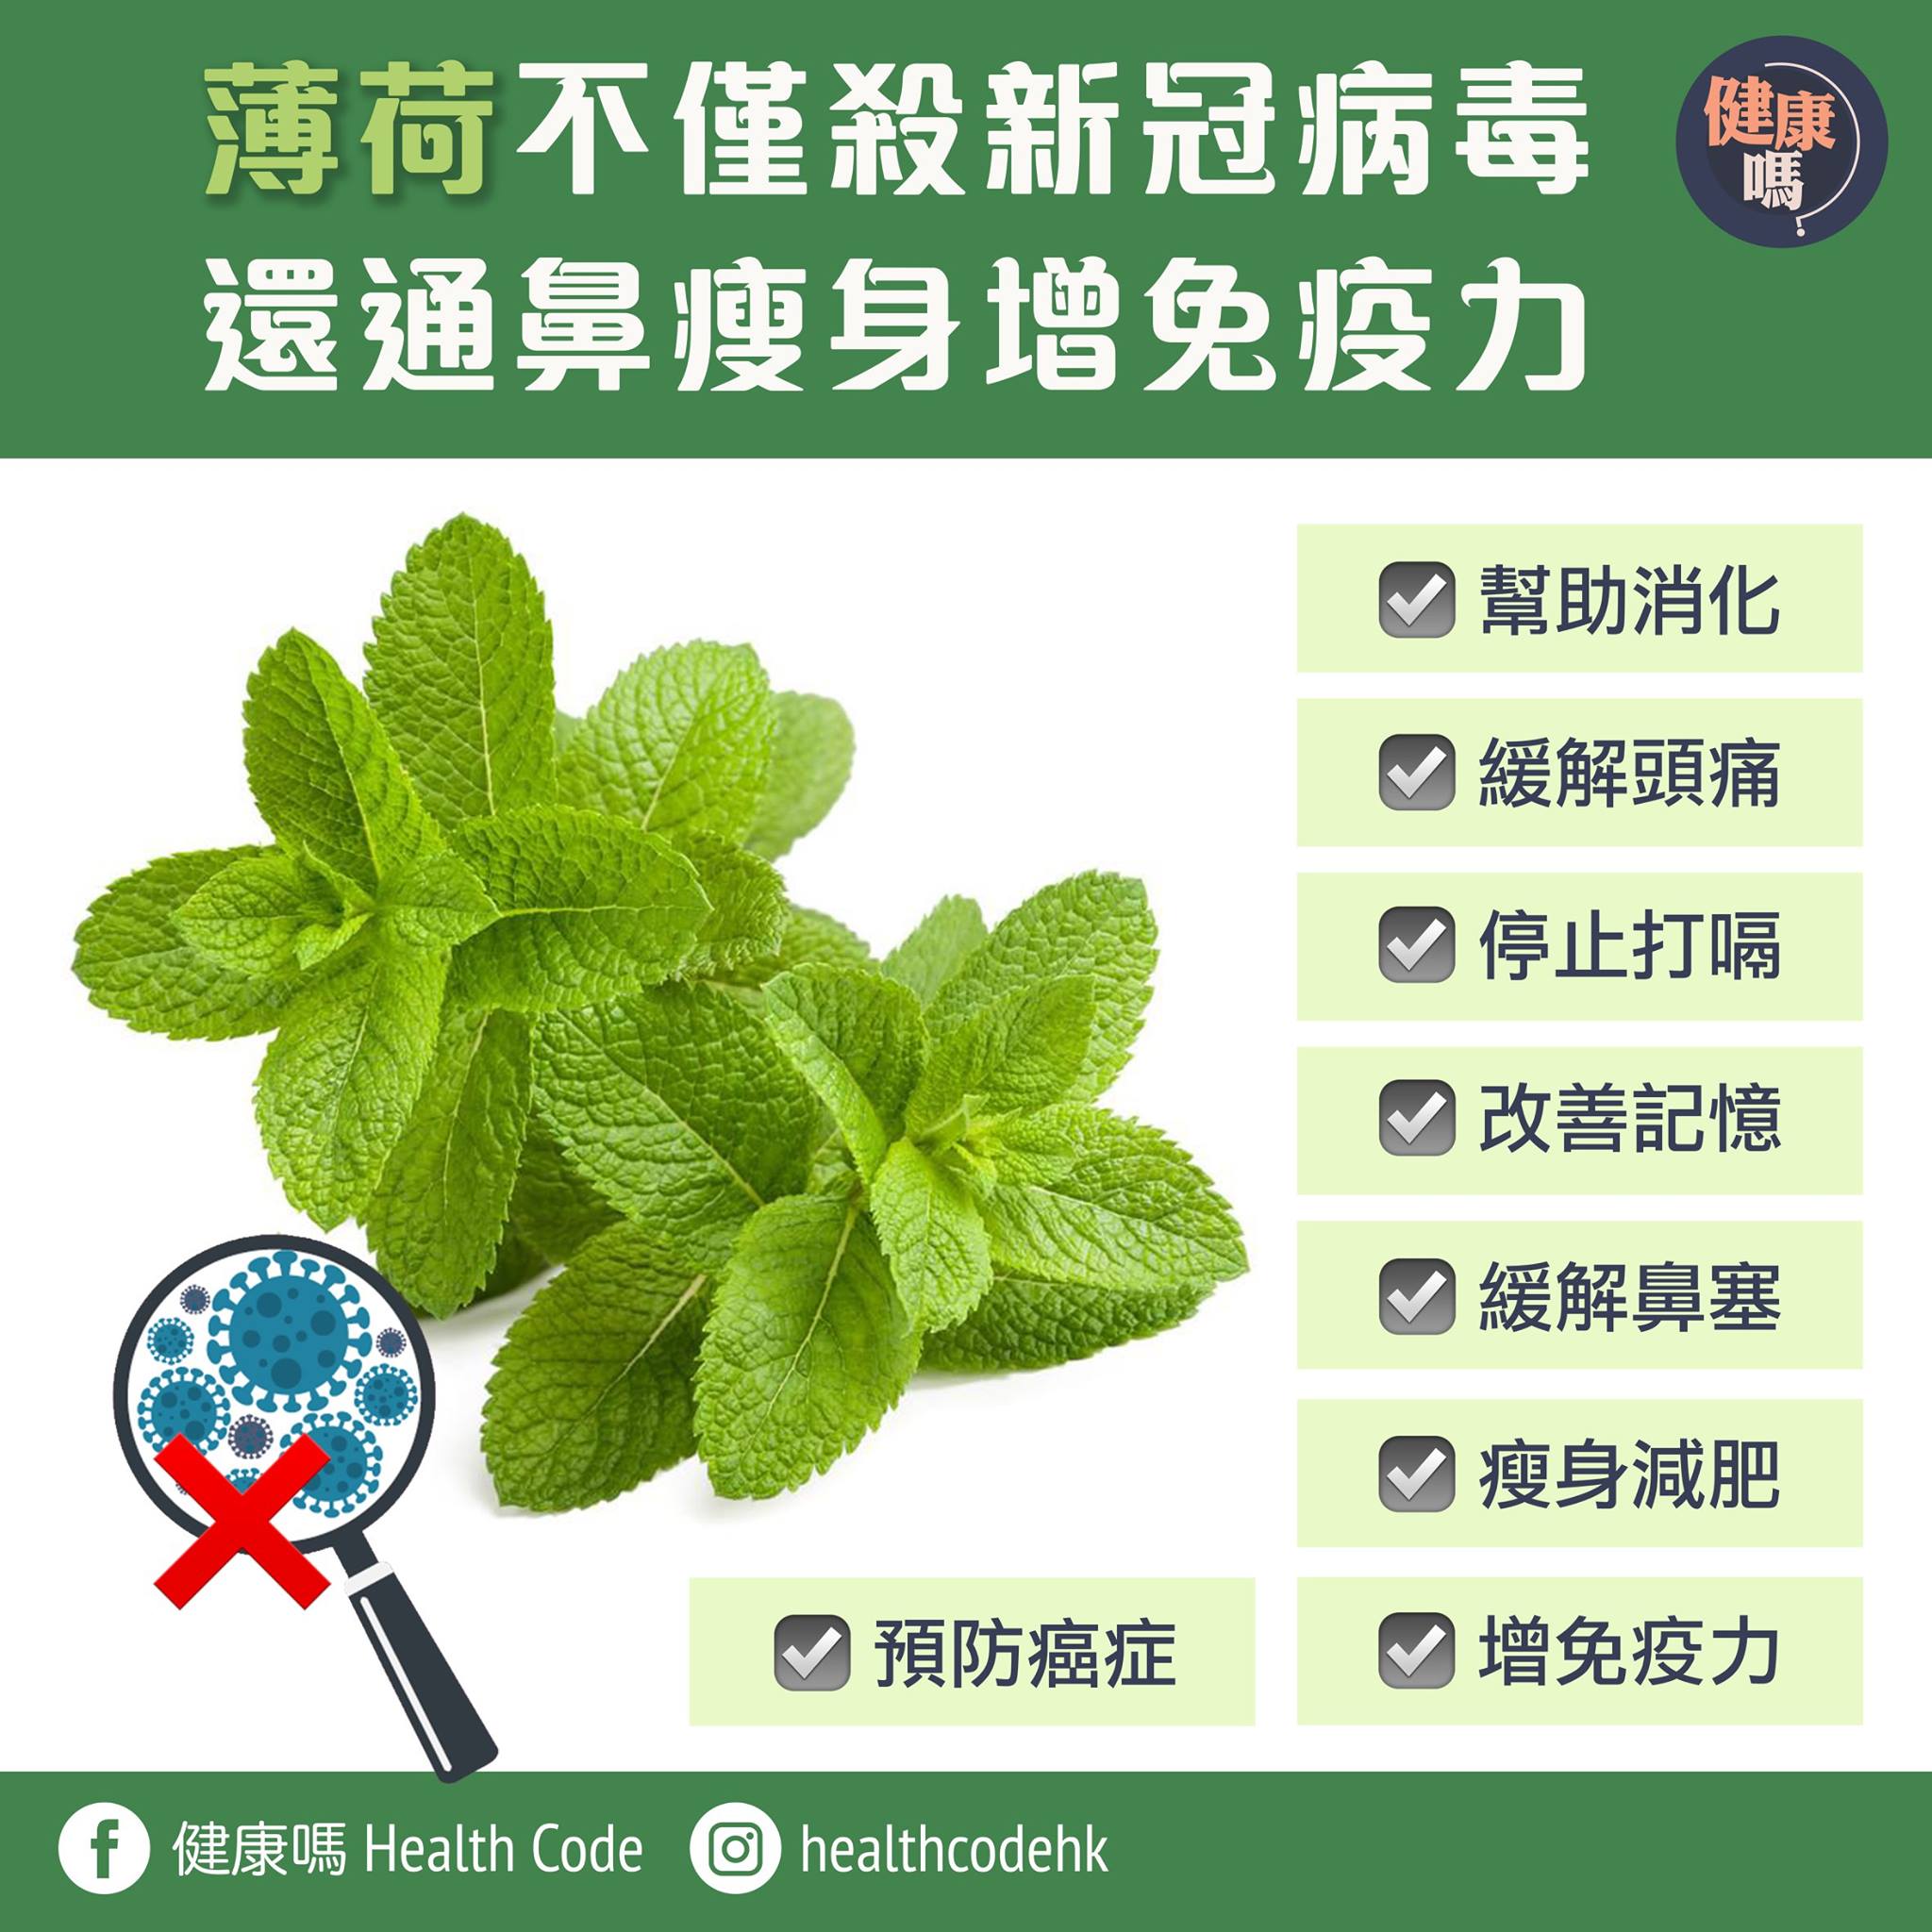 薄荷不僅殺新冠病毒
還通鼻瘦身增免疫力
健康
嗎?
幫助消化
緩解頭痛
停止打嗝
改善記憶
緩解鼻塞
瘦身減肥
預防癌症
增免疫力
健康嗎 Health Code
healthcodehk